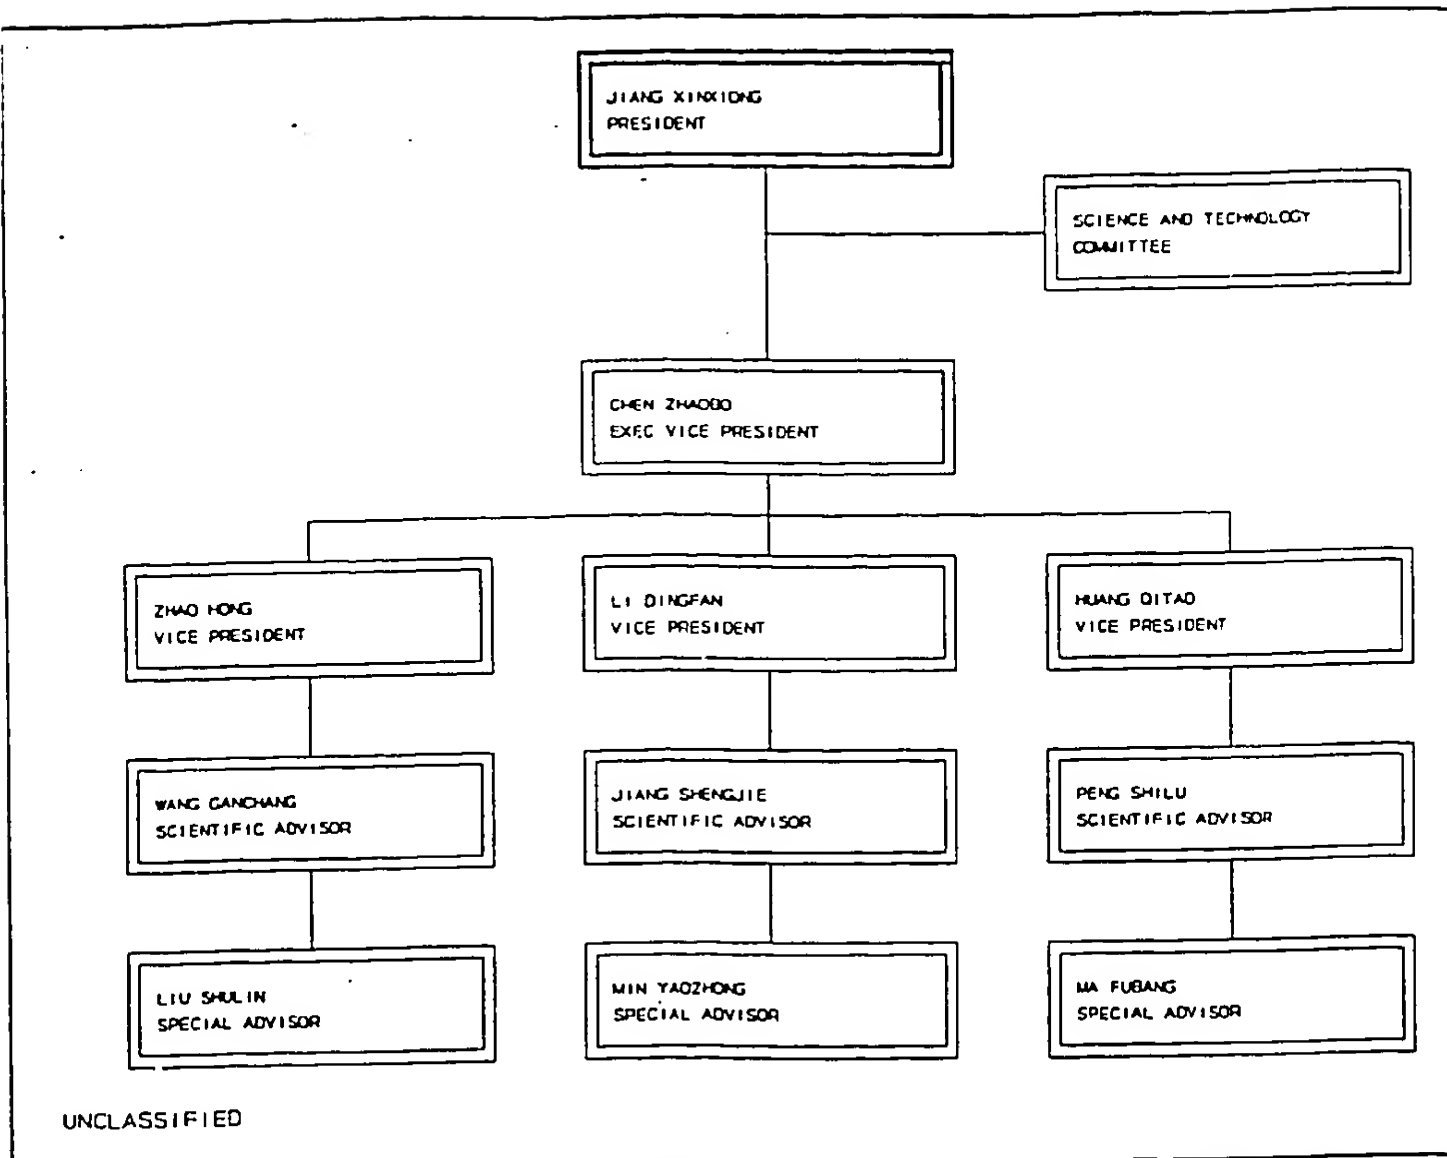 JIANG XINXIONG
PRESIDENT
SCIENCE AND TECHNOLOGY
COMMITTEE
CHEN ZHAOBO
EXEC VICE PRESIDENT
ZHAO HONG
VICE PRESIDENT
LI DINGFAN
VICE PRESIDENT
HUANG QITAO
VICE PRESIDENT
WANG GANCHANG
SCIENTIFIC ADVISOR
JIANG SHENGJIE
SCIENTIFIC ADVISOR
PENG SHILU
SCIENTIFIC ADVISOR
LIU SHULIN
SPECIAL ADVISOR
MIN YAOZHONG
SPECIAL ADVISOR
MA FUBANG
SPECIAL ADVISOR
UNCLASSIFIED